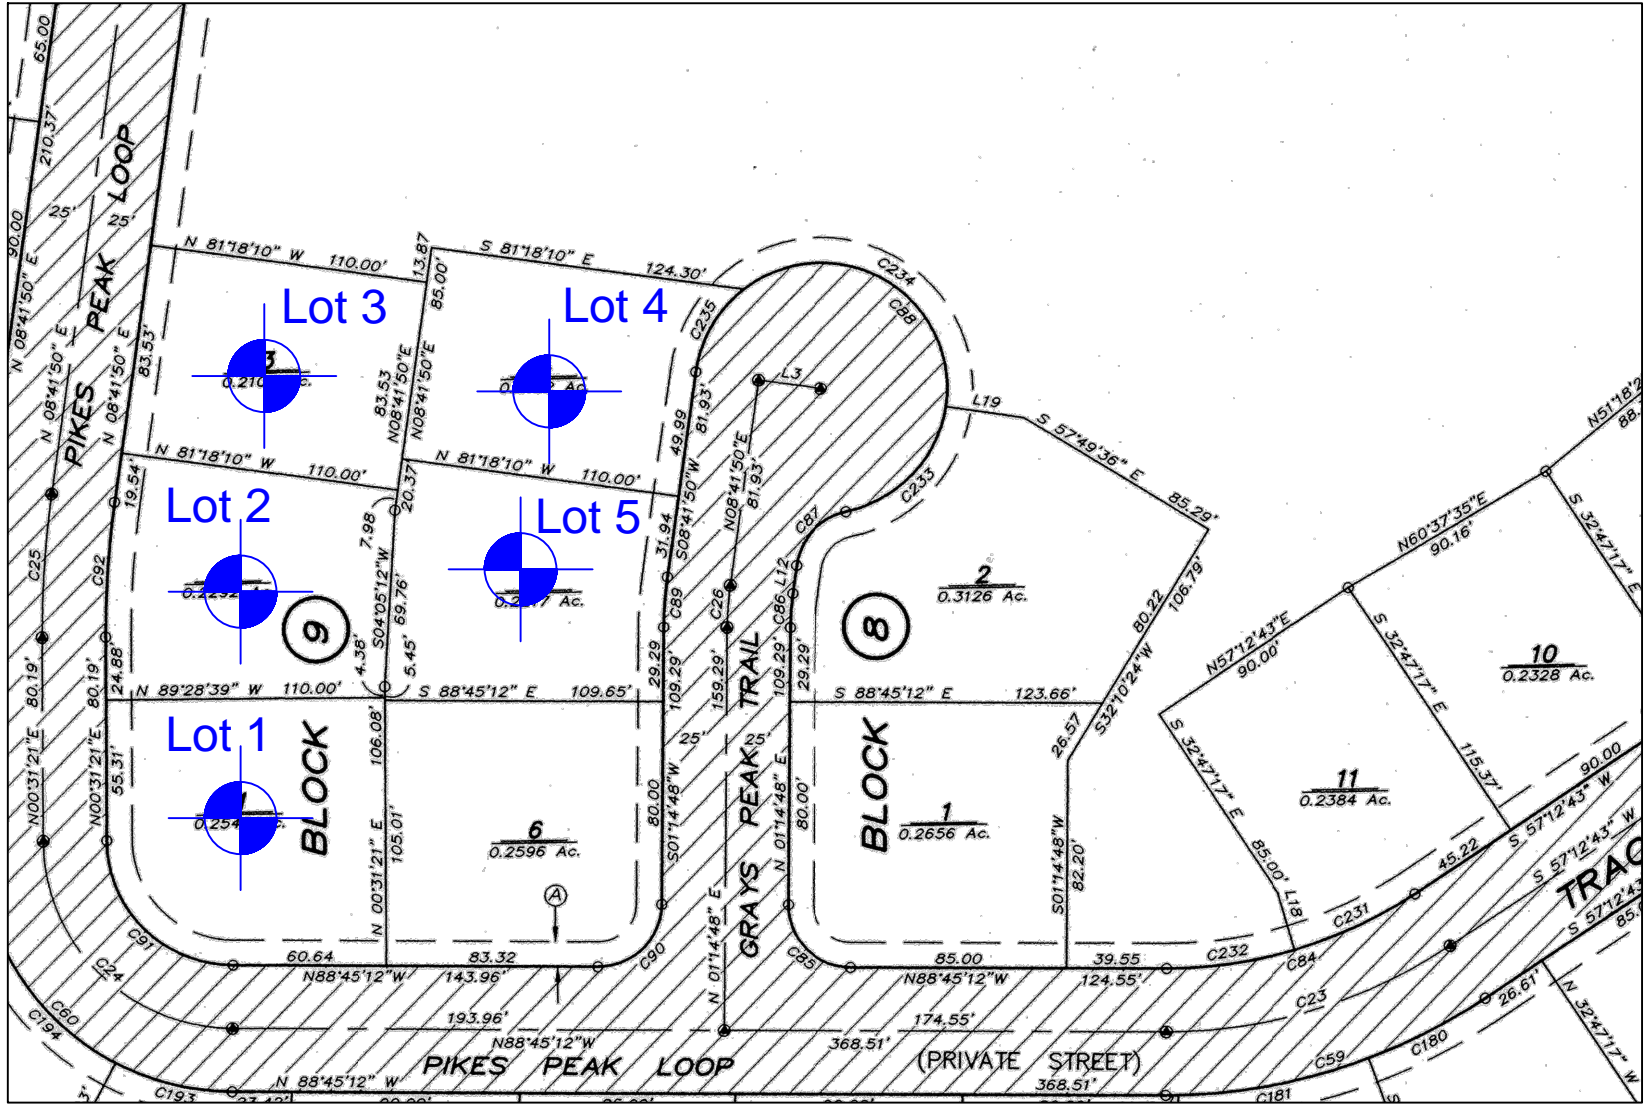 65.00
210.37'
90.00
N 08°41'50" E
25'
25'
PIKES PEAK LOOP
N 08°41'50" E
N 08°41'50" E
83.53'
N 81°18'10" W 110.00'
13.87
85.00'
S 81°18'10" E 124.30'
C234
C88
C235
Lot 3
Lot 4
3
83.53
N08°41'50"E
N08°41'50"E
49.99
81.93'
L3
L19
S 57°49'36" E
85.29'
N51°18'2
88.
N 81°18'10" W 110.00'
N 81°18'10" W 110.00'
19.54'
20.37
7.98
Lot 2
Lot 5
31.94
S08°41'50"W
N08°41'50"E
81.93'
C87
C233
C25
C92
S04°05'12"W
69.76'
C89
C26
C86
L12
2
0.3126 Ac.
80.22
106.79'
S32°10'24"W
26.57
N60°37'35"E
90.16'
S 32°47'17" E
N57°12'43"E
90.00'
S 32°47'17" E
10
0.2328 Ac.
9
8
4.38'
5.45'
80.19'
80.19'
24.88'
N 89°28'39" W 110.00'
S 88°45'12" E 109.65'
29.29'
109.29'
159.29'
109.29'
29.29'
S 88°45'12" E 123.66'
Lot 1
N00°31'21"E
N00°31'21"E
55.31'
BLOCK
106.08'
N 00°31'21" E
105.01'
25'
25'
GRAYS PEAK TRAIL
80.00
S01°14'48"W
N 01°14'48" E
N 01°14'48" E
80.00'
BLOCK
6
0.2596 Ac.
1
0.2656 Ac.
S01°14'48"W
82.20'
S 32°47'17" E
85.00'
L18
11
0.2384 Ac.
115.37'
90.00
S 57°12'43" W
45.22
S 57°12'43" W
TRAC
S 57°12'43"
A
C91
C24
60.64
83.32
N88°45'12"W 143.96'
C90
C85
85.00
39.55
N88°45'12"W 124.55'
C232
C84
C231
C60
C194
193.96'
N88°45'12"W
174.55'
368.51'
C23
PIKES PEAK LOOP (PRIVATE STREET)
N 88°45'12" W
368.51'
C193
C59
C180
C181
26.61'
N 32°47'17" W